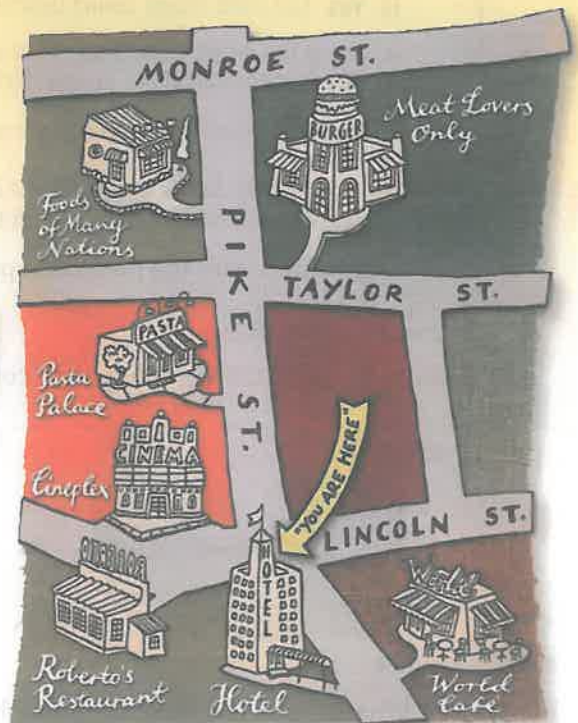 MONROE ST.
BURGER
Meat Lovers
Only
Foods
of Many
Nations
PIKE ST.
TAYLOR ST.
PASTA
Pasta
Palace
CINEMA
Cineplex
"YOU ARE HERE"
LINCOLN ST.
HOTEL
World
Roberto's
Restaurant
Hotel
World
Cafe